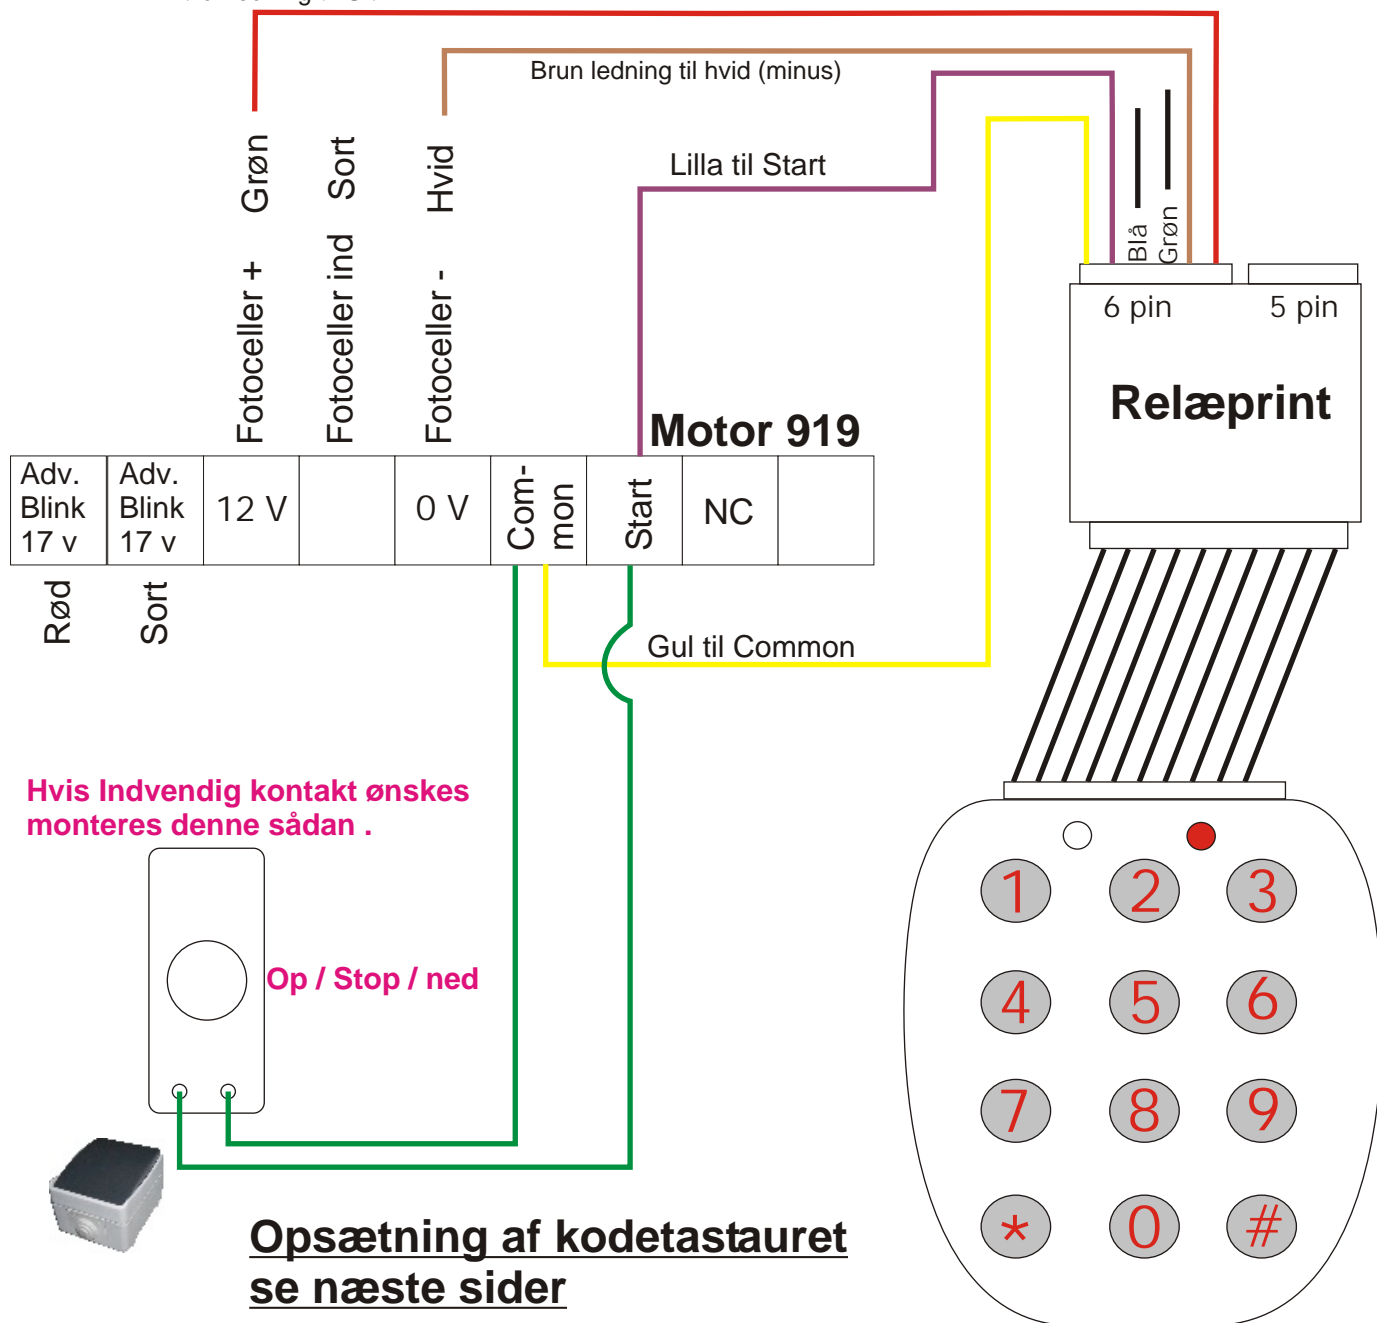 Brun ledning til hvid (minus)
Lilla til Start
Blå
Grøn
6 pin
5 pin
Relæprint
Fotoceller + Grøn
Fotoceller ind Sort
Fotoceller - Hvid
Motor 919
Adv.
Blink
17 v
Adv.
Blink
17 v
12 V
0 V
Com-
mon
Start
NC
Rød
Sort
Gul til Common
Hvis Indvendig kontakt ønskes
monteres denne sådan .
Op / Stop / ned
1 2 3
4 5 6
7 8 9
* 0 #
Opsætning af kodetastauret
se næste sider